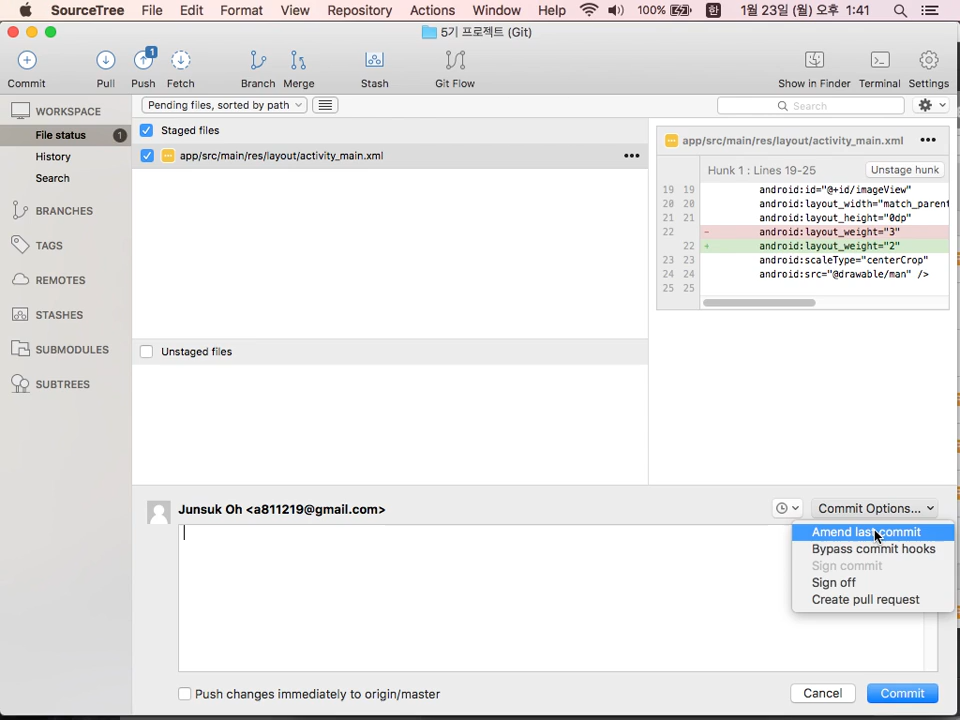 SourceTree File Edit Format View Repository Actions Window Help 100% 한 1월 23일 (월) 오후 1:41
5기 프로젝트 (Git)
1
Commit Pull Push Fetch Branch Merge Stash Git Flow Show in Finder Terminal Settings
WORKSPACE
File status 1
History
Search
BRANCHES
TAGS
REMOTES
STASHES
SUBMODULES
SUBTREES
Pending files, sorted by path
Search
Staged files
app/src/main/res/layout/activity_main.xml •••
Unstaged files
app/src/main/res/layout/activity_main.xml •••
Hunk 1 : Lines 19-25 Unstage hunk
19 19 android:id="@+id/imageView"
20 20 android:layout_width="match_parent
21 21 android:layout_height="0dp"
22 - android:layout_weight="3"
22 + android:layout_weight="2"
23 23 android:scaleType="centerCrop"
24 24 android:src="@drawable/man" />
25 25
Junsuk Oh <a811219@gmail.com>
Commit Options...
Amend last commit
Bypass commit hooks
Sign commit
Sign off
Create pull request
Push changes immediately to origin/master
Cancel Commit